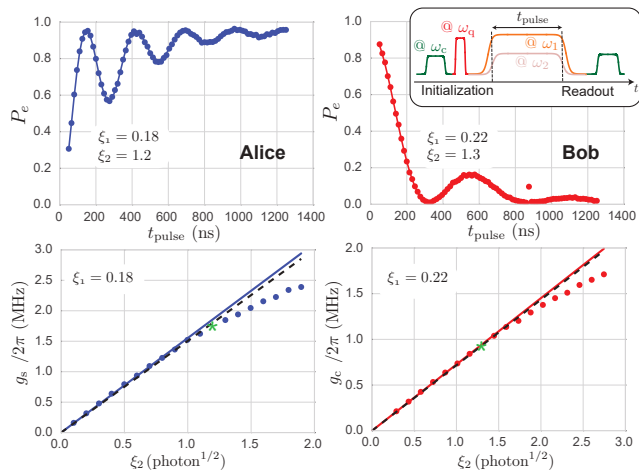 1.0
0.8
0.6
0.4
0.2
0.0
P_e
ξ₁ = 0.18
ξ₂ = 1.2
Alice
0 200 400 600 800 1000 1200 1400
t_pulse (ns)
1.0
0.8
0.6
0.4
0.2
0.0
P_e
t_pulse
@ ω_c
@ ω_q
@ ω₁
@ ω₂
Initialization
Readout
t
ξ₁ = 0.22
ξ₂ = 1.3
Bob
0 200 400 600 800 1000 1200 1400
t_pulse (ns)
3.0
2.5
2.0
1.5
1.0
0.5
0.0
g_s/2π (MHz)
ξ₁ = 0.18
0.0 0.5 1.0 1.5 2.0
ξ₂ (photon^{1/2})
2.0
1.5
1.0
0.5
0.0
g_c/2π (MHz)
ξ₁ = 0.22
0.0 0.5 1.0 1.5 2.0 2.5 3.0
ξ₂ (photon^{1/2})